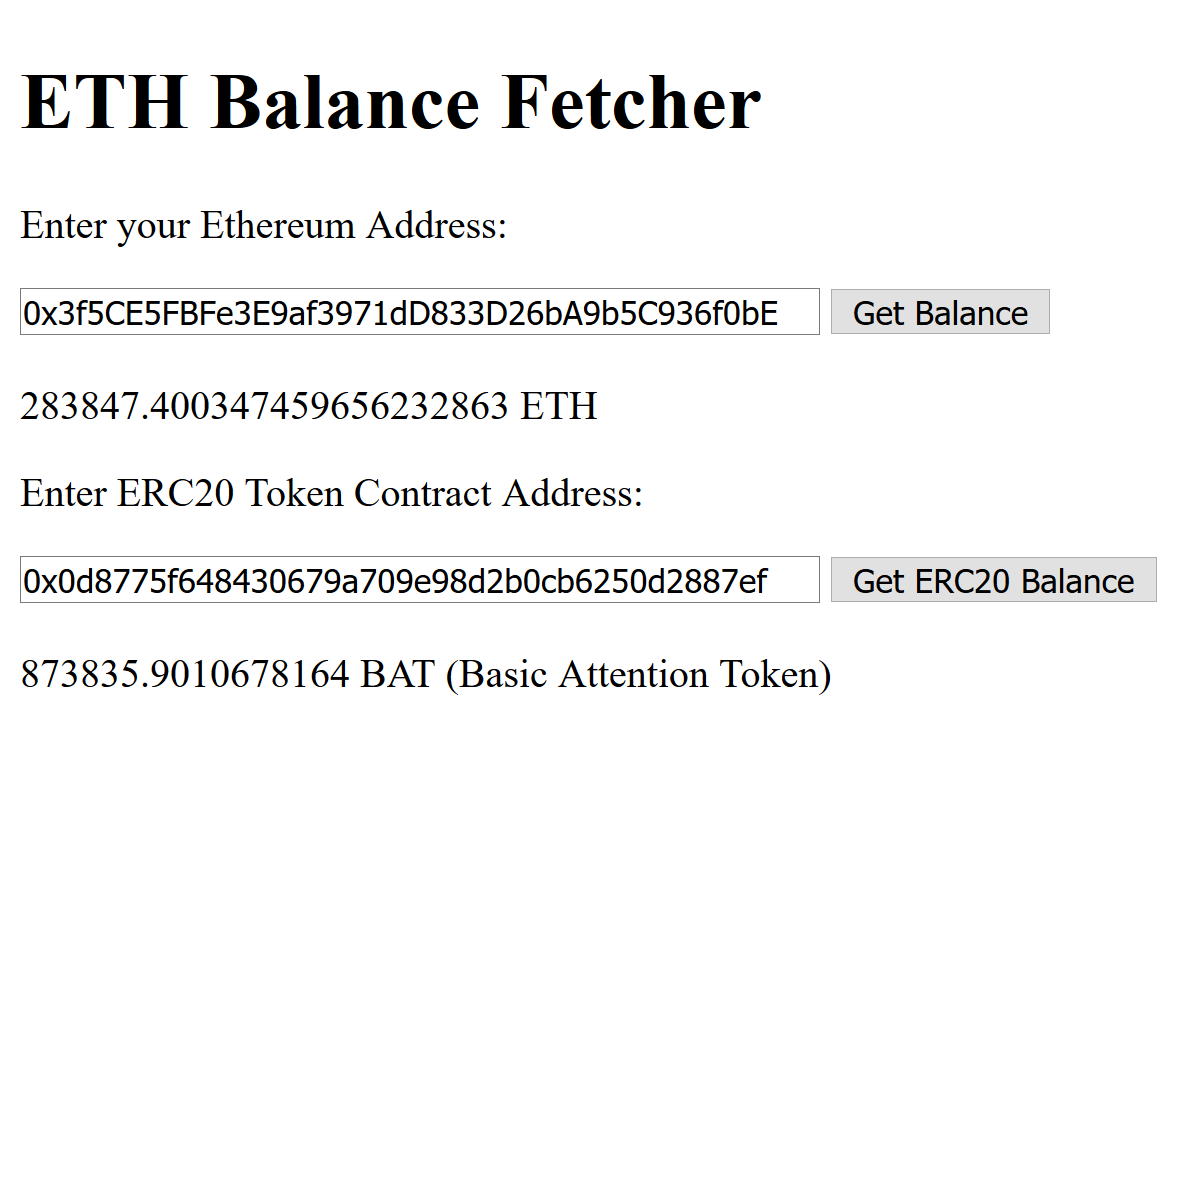 ETH Balance Fetcher
Enter your Ethereum Address:
0x3f5CE5FBFe3E9af3971dD833D26bA9b5C936f0bE Get Balance
283847.400347459656232863 ETH
Enter ERC20 Token Contract Address:
0x0d8775f648430679a709e98d2b0cb6250d2887ef Get ERC20 Balance
873835.9010678164 BAT (Basic Attention Token)